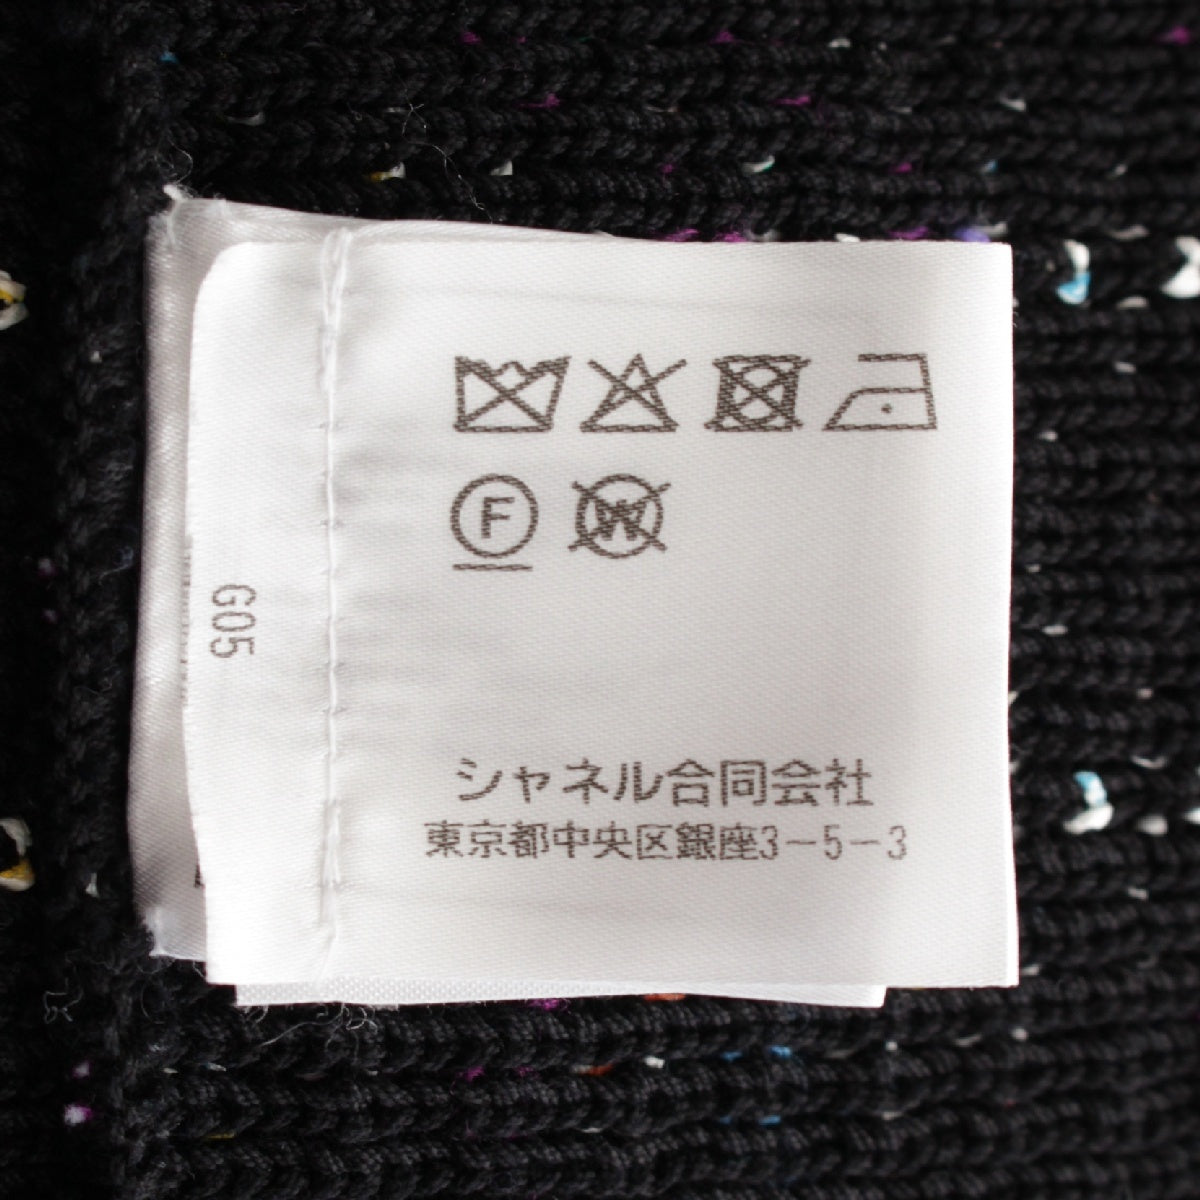 F W
G05
シャネル合同会社
東京都中央区銀座3-5-3